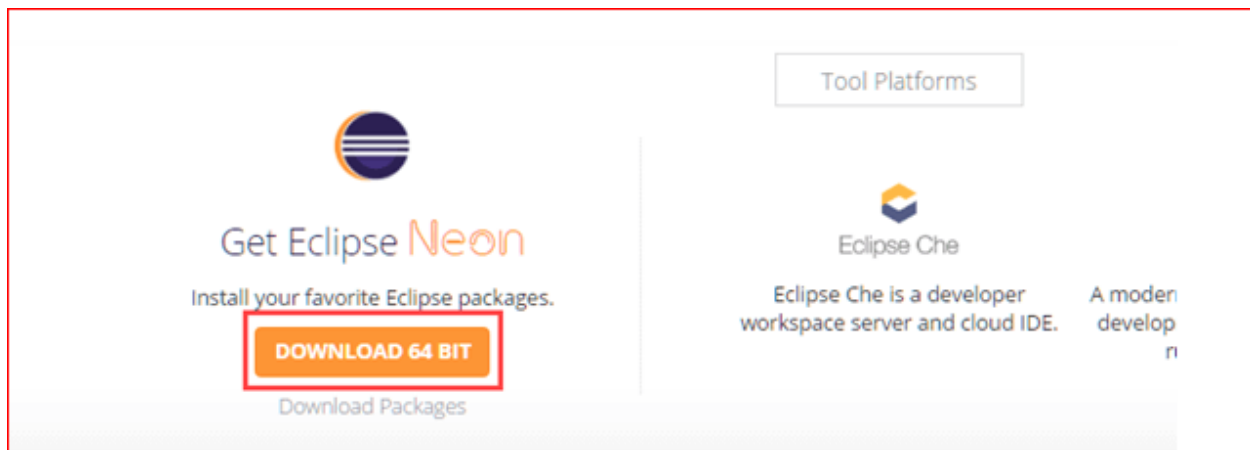 Tool Platforms
Get Eclipse Neon
Install your favorite Eclipse packages.
DOWNLOAD 64 BIT
Download Packages
Eclipse Che
Eclipse Che is a developer
workspace server and cloud IDE.
A